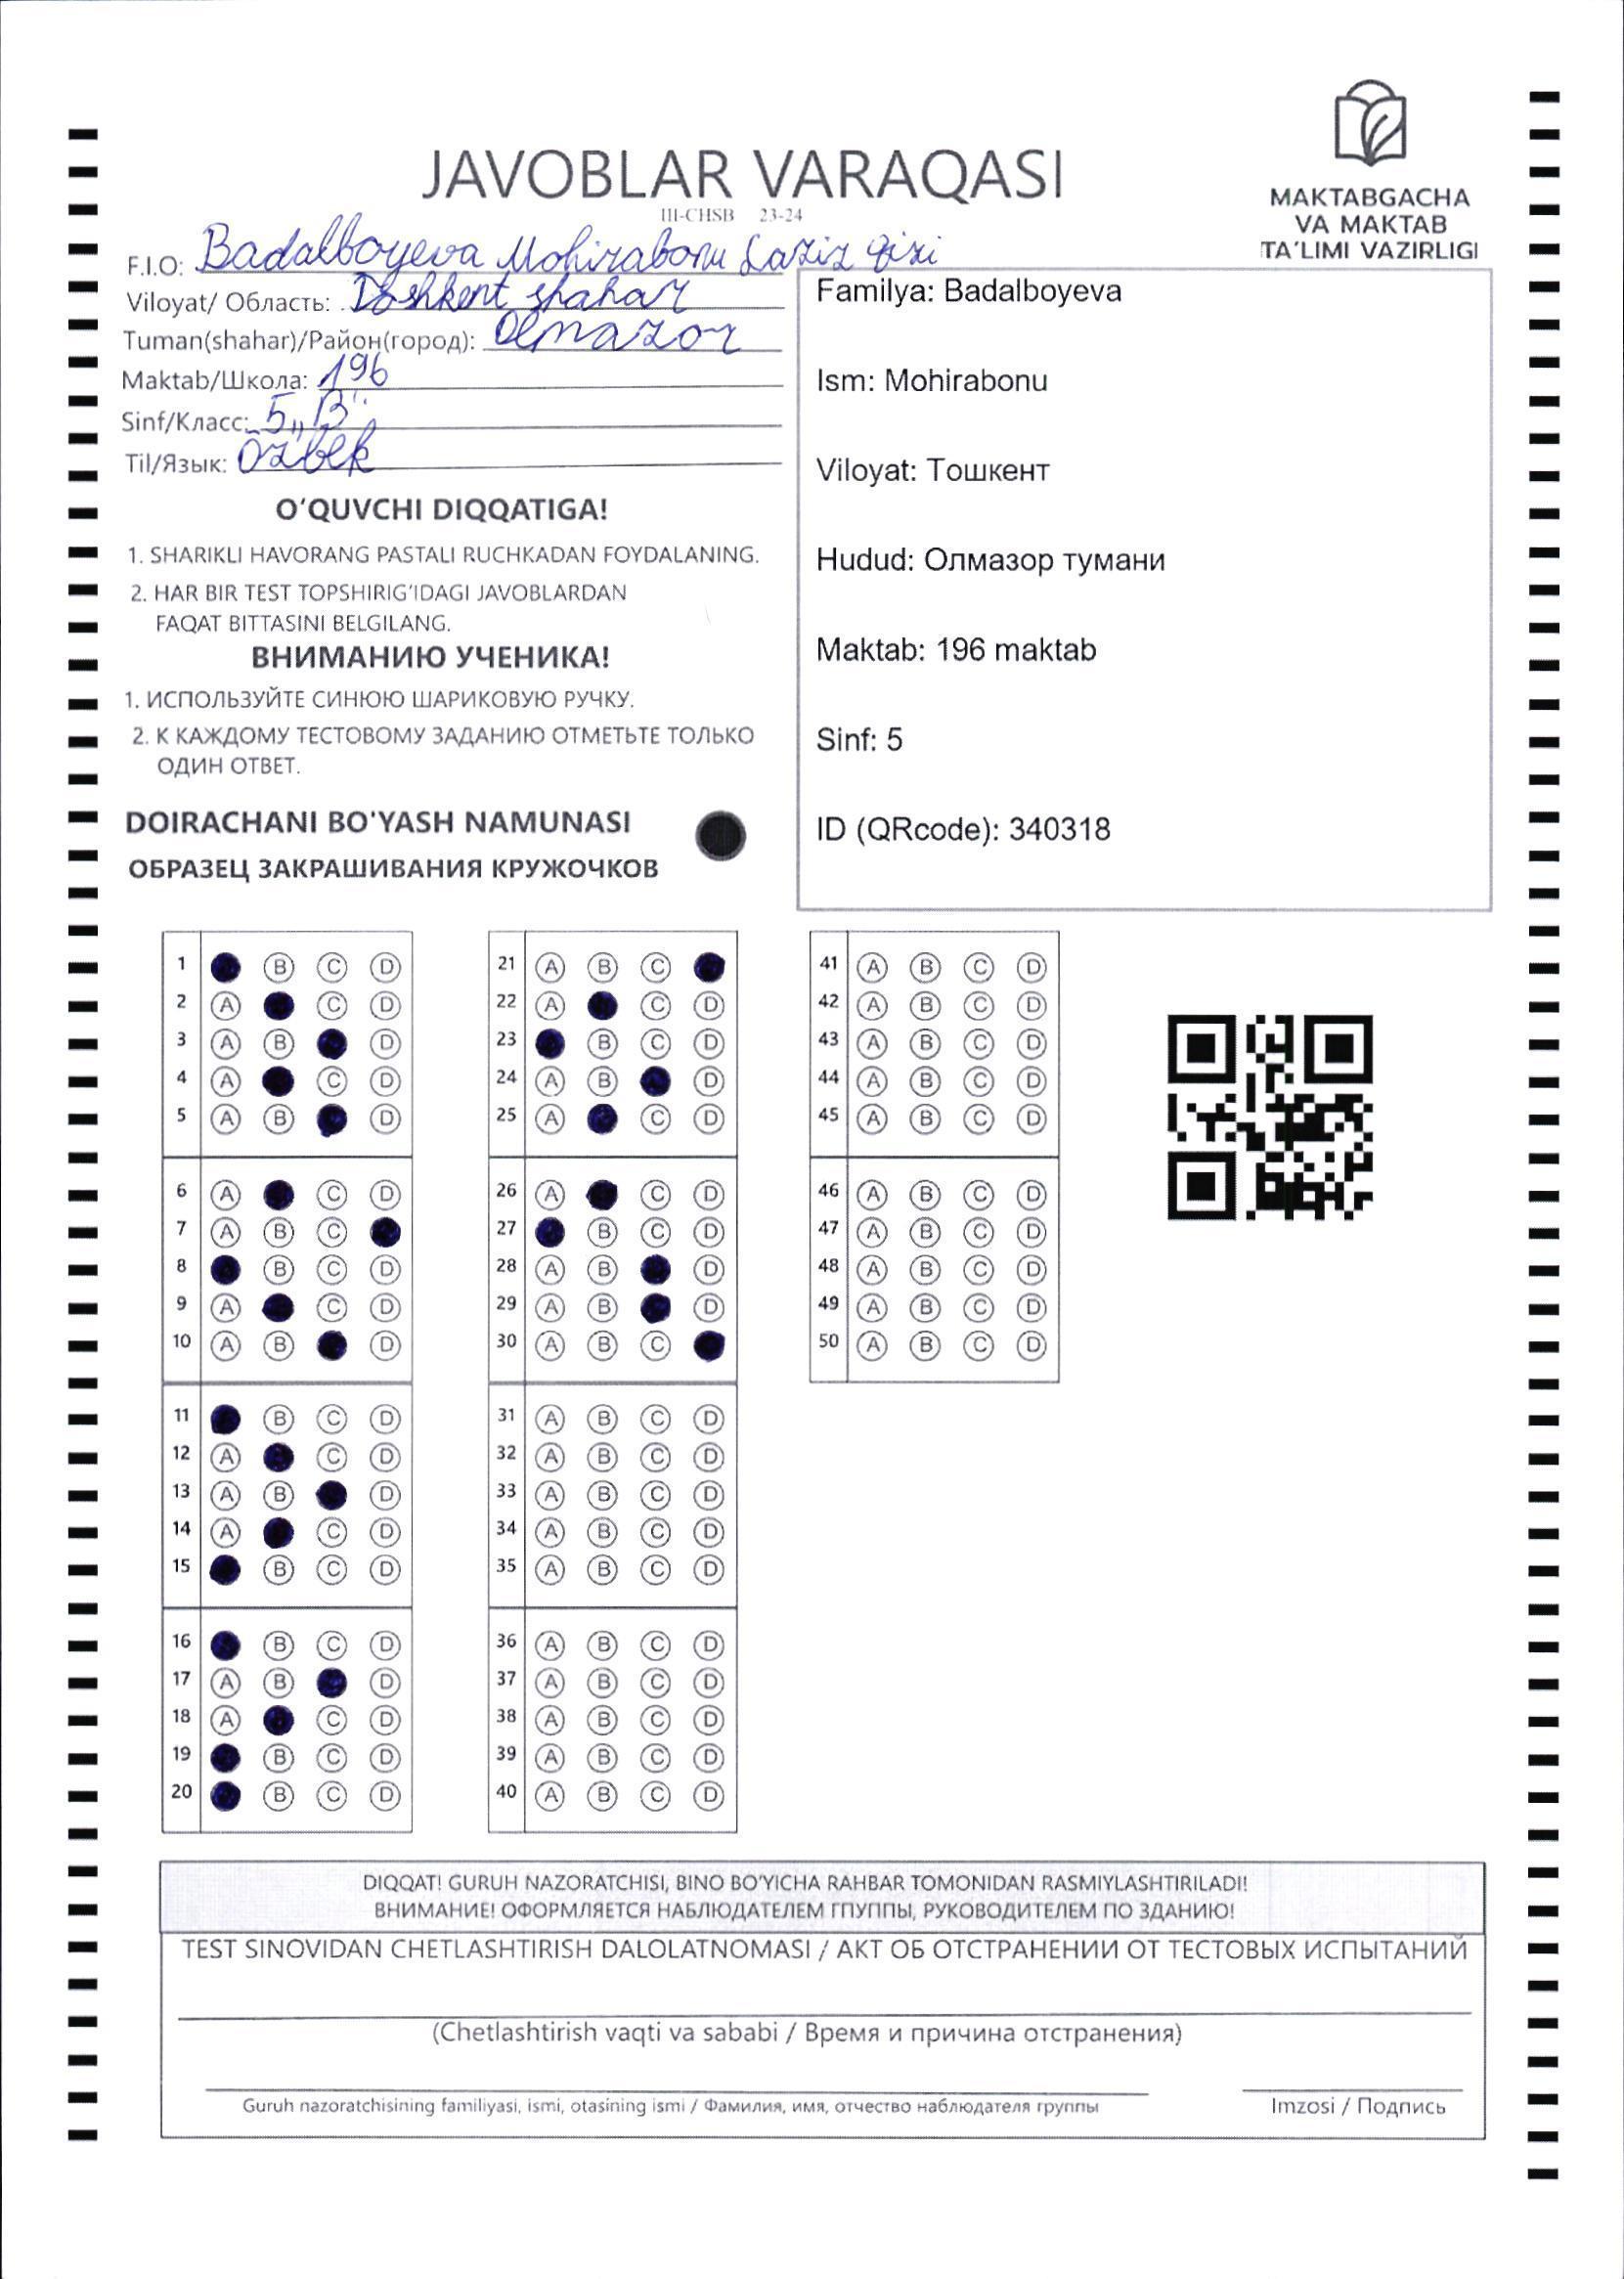 JAVOBLAR VARAQASI
III-CHSB 23-24
MAKTABGACHA
VA MAKTAB
TA'LIMI VAZIRLIGI
F.I.O: Badalboyeva Mohirabonu Laziz qizi
Viloyat/ Область: Toshkent shahar
Tuman(shahar)/Район(город): Olmazor
Maktab/Школа: 196
Sinf/Класс: 5 „B"
Til/Язык: O'zbek
O'QUVCHI DIQQATIGA!
1. SHARIKLI HAVORANG PASTALI RUCHKADAN FOYDALANING.
2. HAR BIR TEST TOPSHIRIG'IDAGI JAVOBLARDAN
FAQAT BITTASINI BELGILANG.
ВНИМАНИЮ УЧЕНИКА!
1. ИСПОЛЬЗУЙТЕ СИНЮЮ ШАРИКОВУЮ РУЧКУ.
2. К КАЖДОМУ ТЕСТОВОМУ ЗАДАНИЮ ОТМЕТЬТЕ ТОЛЬКО
ОДИН ОТВЕТ.
DOIRACHANI BO'YASH NAMUNASI
ОБРАЗЕЦ ЗАКРАШИВАНИЯ КРУЖОЧКОВ
Familya: Badalboyeva
Ism: Mohirabonu
Viloyat: Тошкент
Hudud: Олмазор тумани
Maktab: 196 maktab
Sinf: 5
ID (QRcode): 340318
1 B C D
2 A C D
3 A B D
4 A C D
5 A B D
6 A C D
7 A B C
8 B C D
9 A C D
10 A B D
11 B C D
12 A C D
13 A B D
14 A C D
15 B C D
16 B C D
17 A B D
18 A C D
19 B C D
20 B C D
21 A B C
22 A C D
23 B C D
24 A B D
25 A C D
26 A C D
27 B C D
28 A B D
29 A B D
30 A B C
31 A B C D
32 A B C D
33 A B C D
34 A B C D
35 A B C D
36 A B C D
37 A B C D
38 A B C D
39 A B C D
40 A B C D
41 A B C D
42 A B C D
43 A B C D
44 A B C D
45 A B C D
46 A B C D
47 A B C D
48 A B C D
49 A B C D
50 A B C D
DIQQAT! GURUH NAZORATCHISI, BINO BO'YICHA RAHBAR TOMONIDAN RASMIYLASHTIRILADI!
ВНИМАНИЕ! ОФОРМЛЯЕТСЯ НАБЛЮДАТЕЛЕМ ГПУППЫ, РУКОВОДИТЕЛЕМ ПО ЗДАНИЮ!
TEST SINOVIDAN CHETLASHTIRISH DALOLATNOMASI / АКТ ОБ ОТСТРАНЕНИИ ОТ ТЕСТОВЫХ ИСПЫТАНИЙ
(Chetlashtirish vaqti va sababi / Время и причина отстранения)
Guruh nazoratchisining familiyasi, ismi, otasining ismi / Фамилия, имя, отчество наблюдателя группы
Imzosi / Подпись